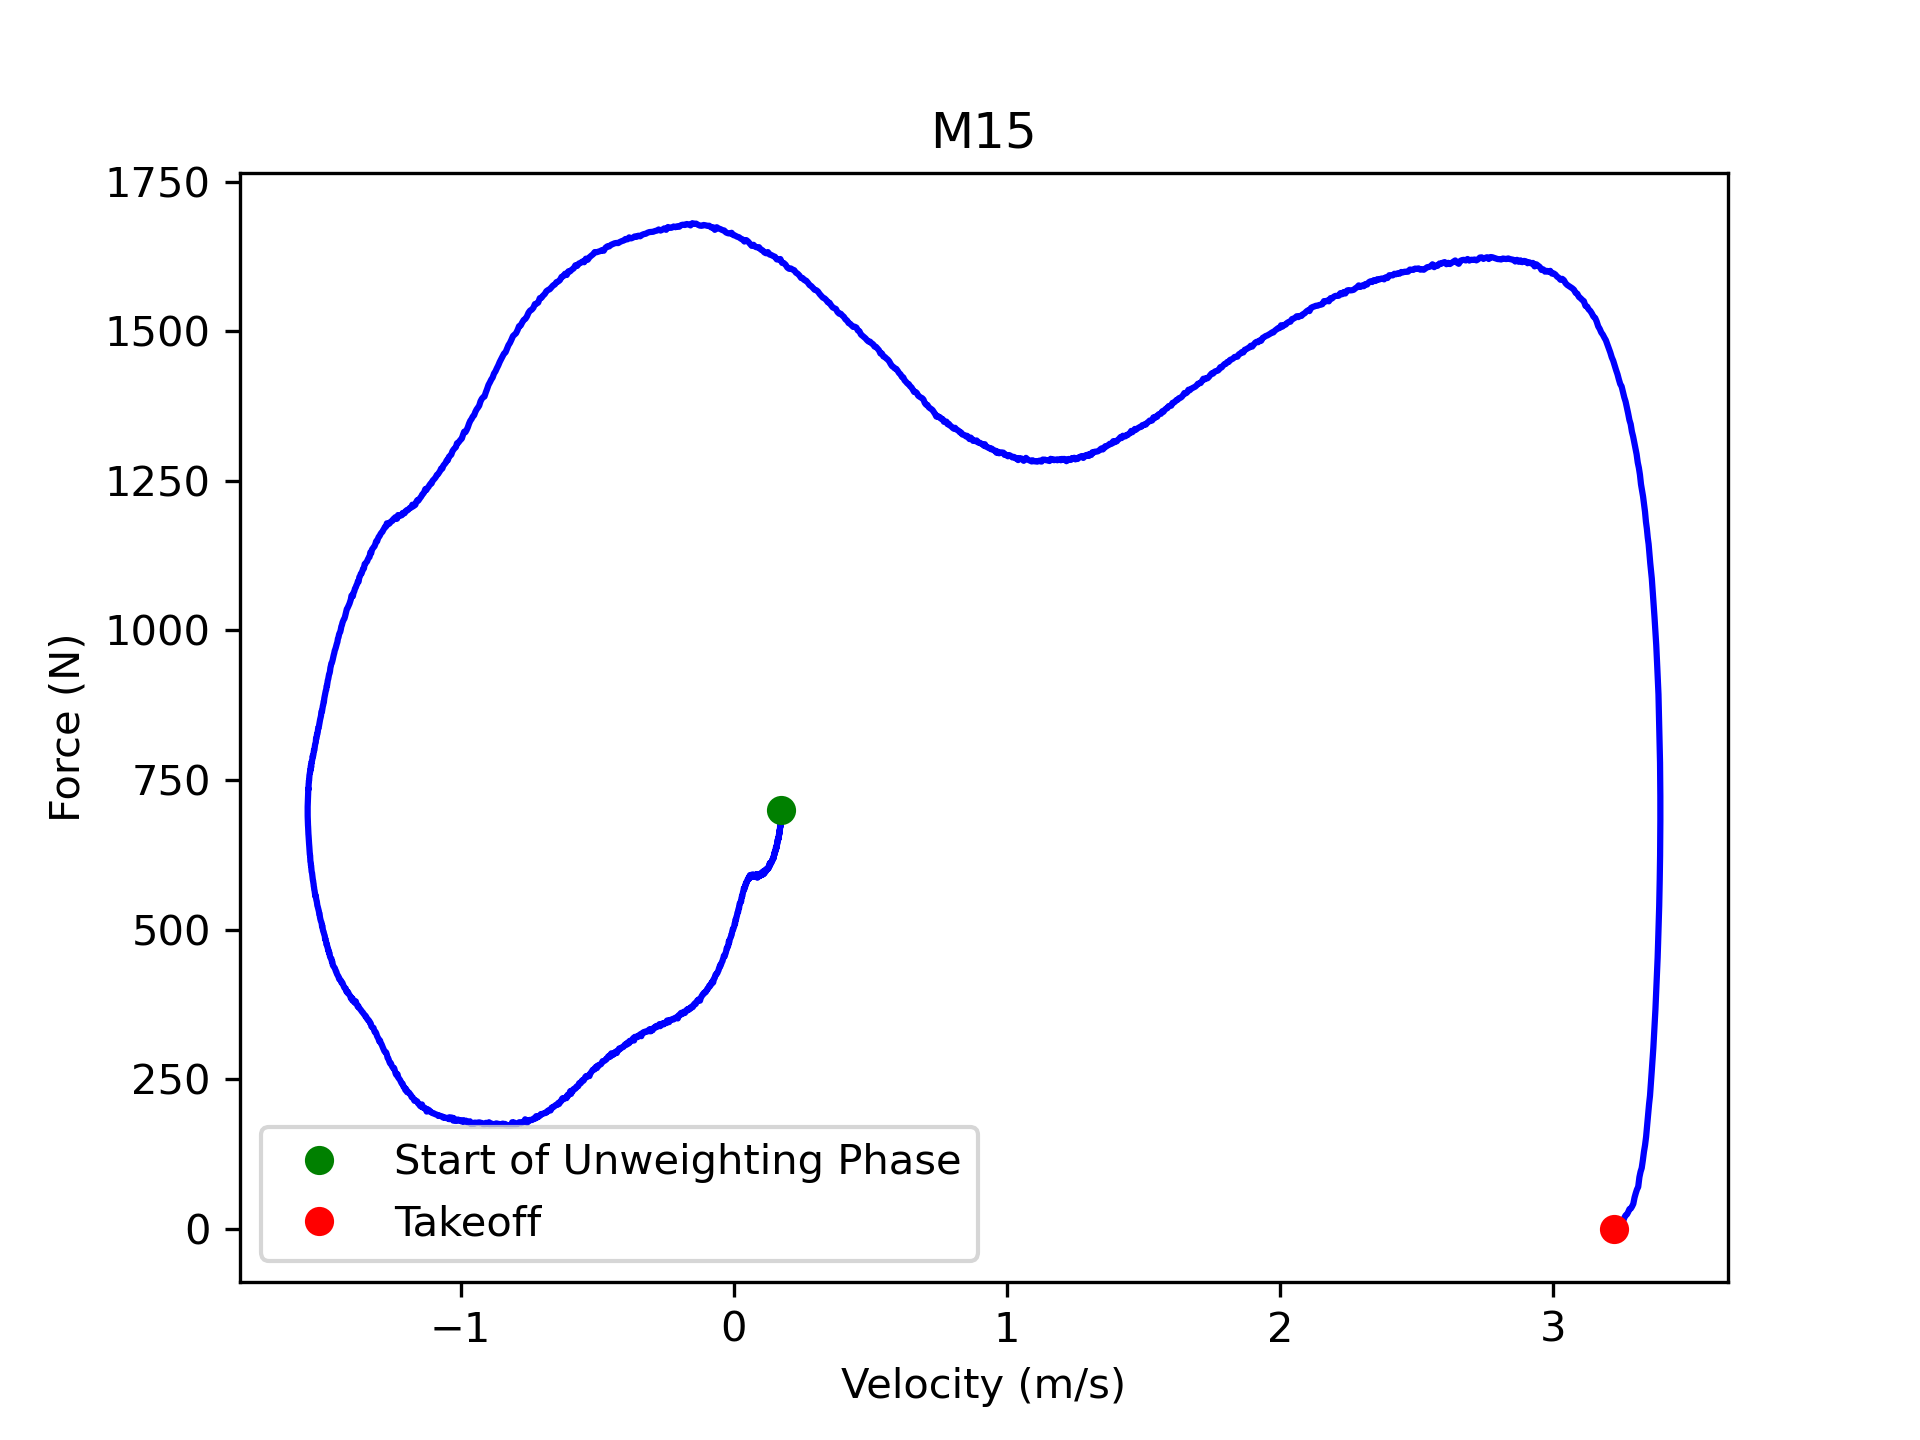 M15
1750
1500
1250
1000
750
500
250
0
Force (N)
Start of Unweighting Phase
Takeoff
−1 0 1 2 3
Velocity (m/s)